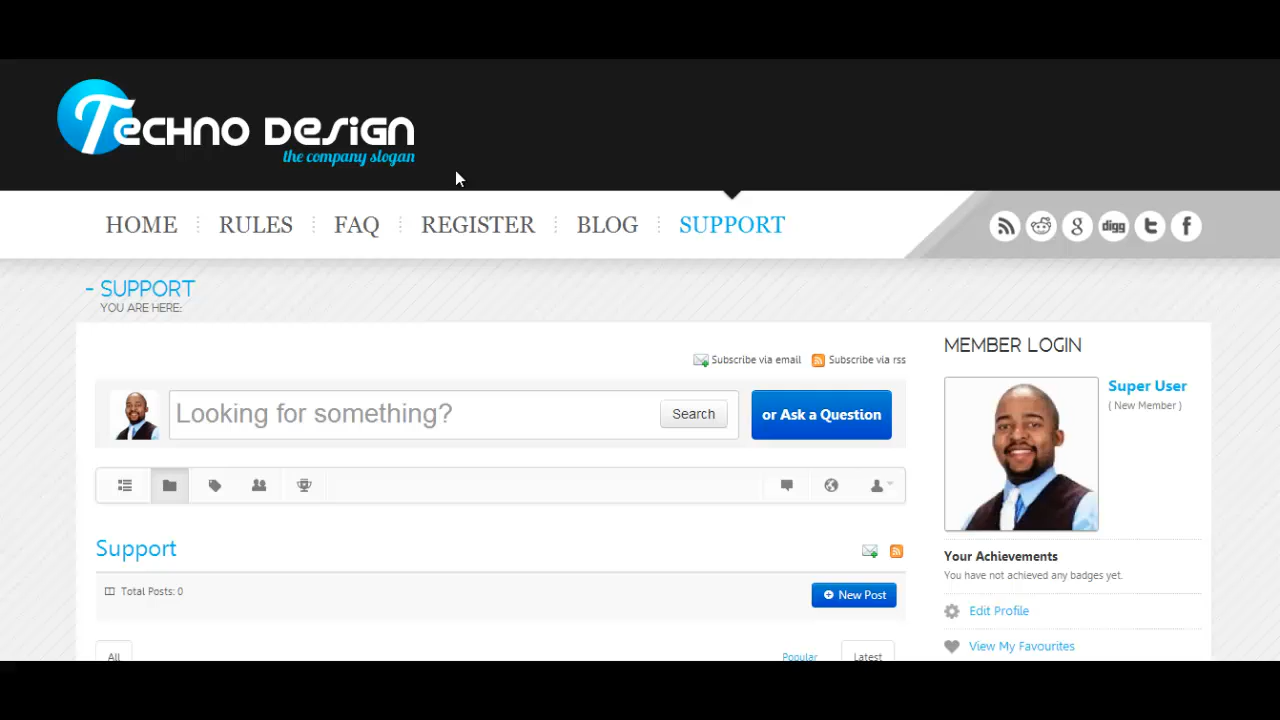 Techno Design
the company slogan
HOME RULES FAQ REGISTER BLOG SUPPORT
digg
- SUPPORT
YOU ARE HERE:
Subscribe via email Subscribe via rss
Looking for something? Search or Ask a Question
Support
Total Posts: 0 New Post
All Popular Latest
MEMBER LOGIN
Super User
( New Member )
Your Achievements
You have not achieved any badges yet.
Edit Profile
View My Favourites